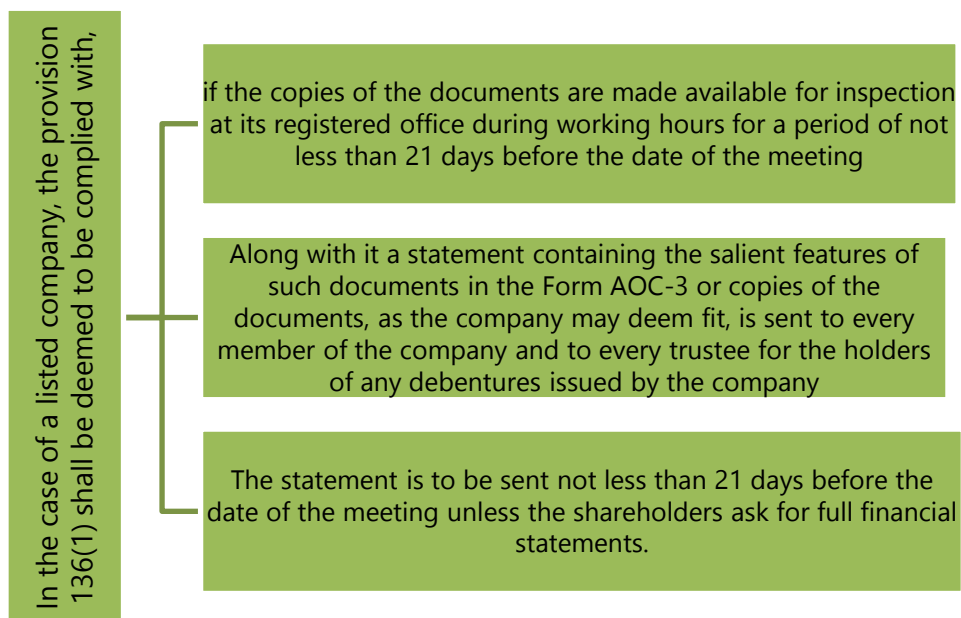 In the case of a listed company, the provision
136(1) shall be deemed to be complied with,
if the copies of the documents are made available for inspection
at its registered office during working hours for a period of not
less than 21 days before the date of the meeting
Along with it a statement containing the salient features of
such documents in the Form AOC-3 or copies of the
documents, as the company may deem fit, is sent to every
member of the company and to every trustee for the holders
of any debentures issued by the company
The statement is to be sent not less than 21 days before the
date of the meeting unless the shareholders ask for full financial
statements.